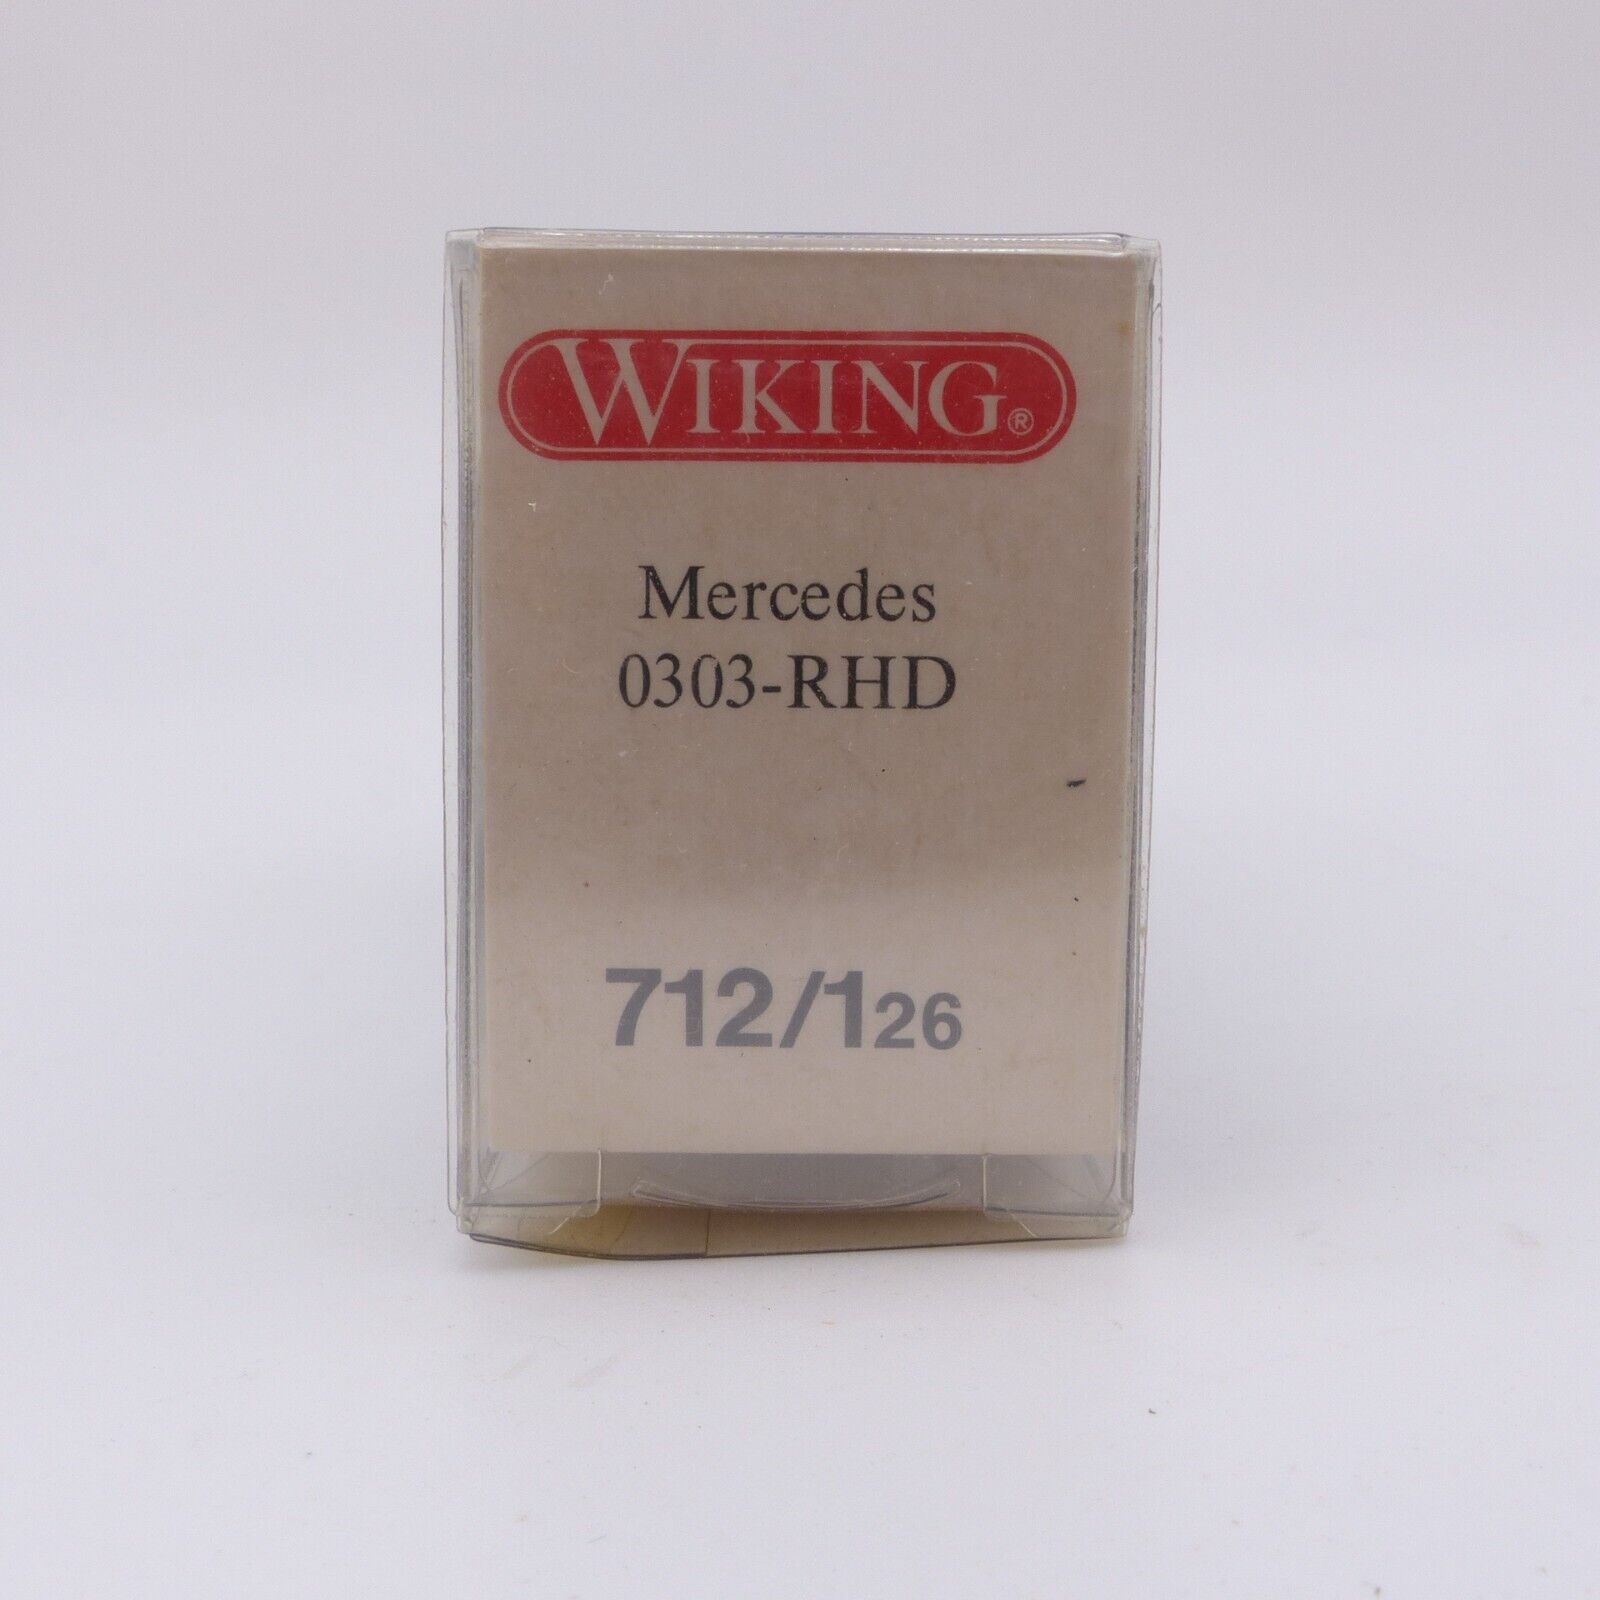 WIKING®
Mercedes
0303-RHD
712/126